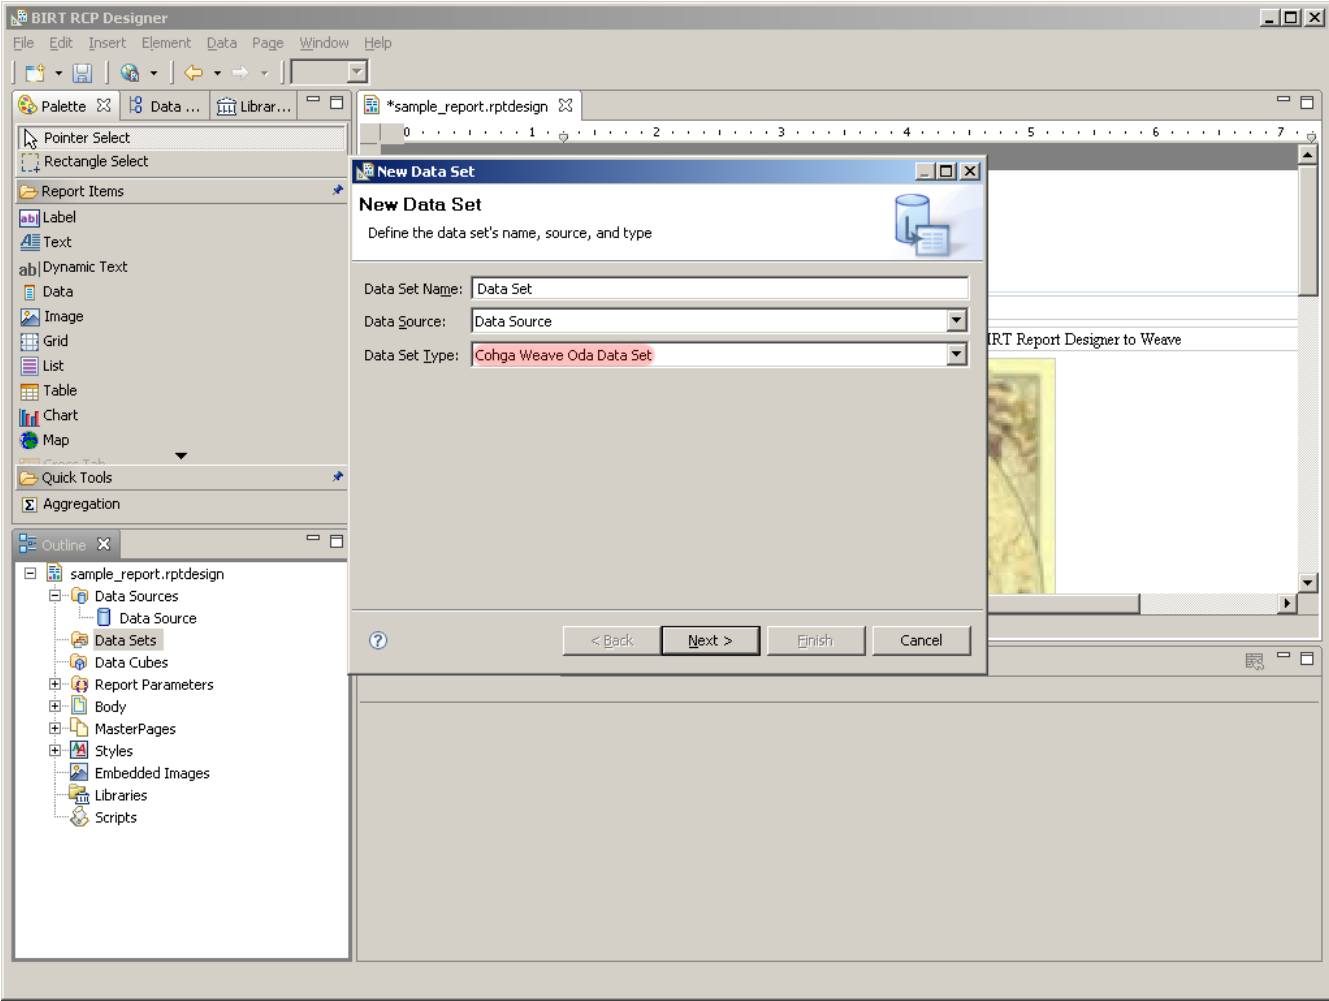 BIRT RCP Designer
File Edit Insert Element Data Page Window Help
Palette Data ... Librar... *sample_report.rptdesign
0 1 2 3 4 5 6 7
Pointer Select
Rectangle Select
Report Items
Label
Text
Dynamic Text
Data
Image
Grid
List
Table
Chart
Map
Cross Tab
Quick Tools
Aggregation
New Data Set
New Data Set
Define the data set's name, source, and type
Data Set Name: Data Set
Data Source: Data Source
Data Set Type: Cohga Weave Oda Data Set
< Back Next > Finish Cancel
IRT Report Designer to Weave
Outline
sample_report.rptdesign
Data Sources
Data Source
Data Sets
Data Cubes
Report Parameters
Body
MasterPages
Styles
Embedded Images
Libraries
Scripts